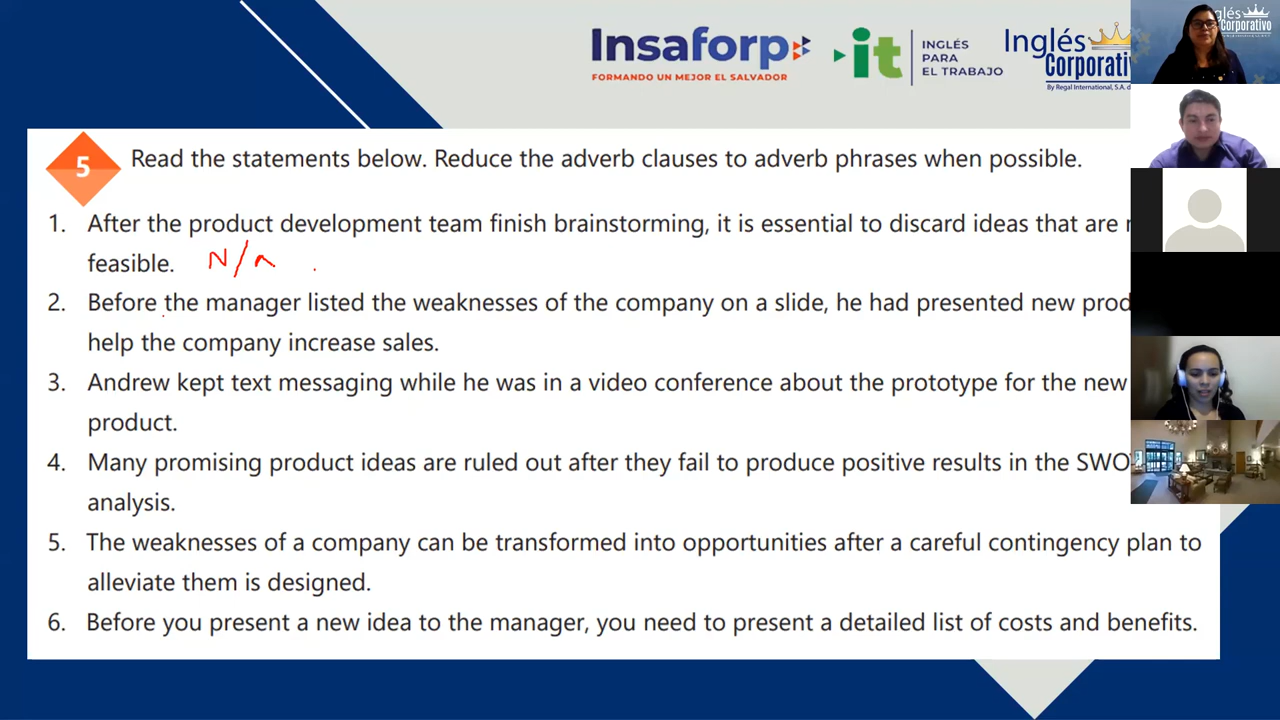 Insaforp
FORMANDO UN MEJOR EL SALVADOR
it
INGLÉS
PARA
EL TRABAJO
Inglés
Corporativ
By Regal International, S.A. d
glés
Corporativo
5
Read the statements below. Reduce the adverb clauses to adverb phrases when possible.
1. After the product development team finish brainstorming, it is essential to discard ideas that are
feasible. N/a
2. Before the manager listed the weaknesses of the company on a slide, he had presented new prod
help the company increase sales.
3. Andrew kept text messaging while he was in a video conference about the prototype for the new
product.
4. Many promising product ideas are ruled out after they fail to produce positive results in the SWO
analysis.
5. The weaknesses of a company can be transformed into opportunities after a careful contingency plan to
alleviate them is designed.
6. Before you present a new idea to the manager, you need to present a detailed list of costs and benefits.